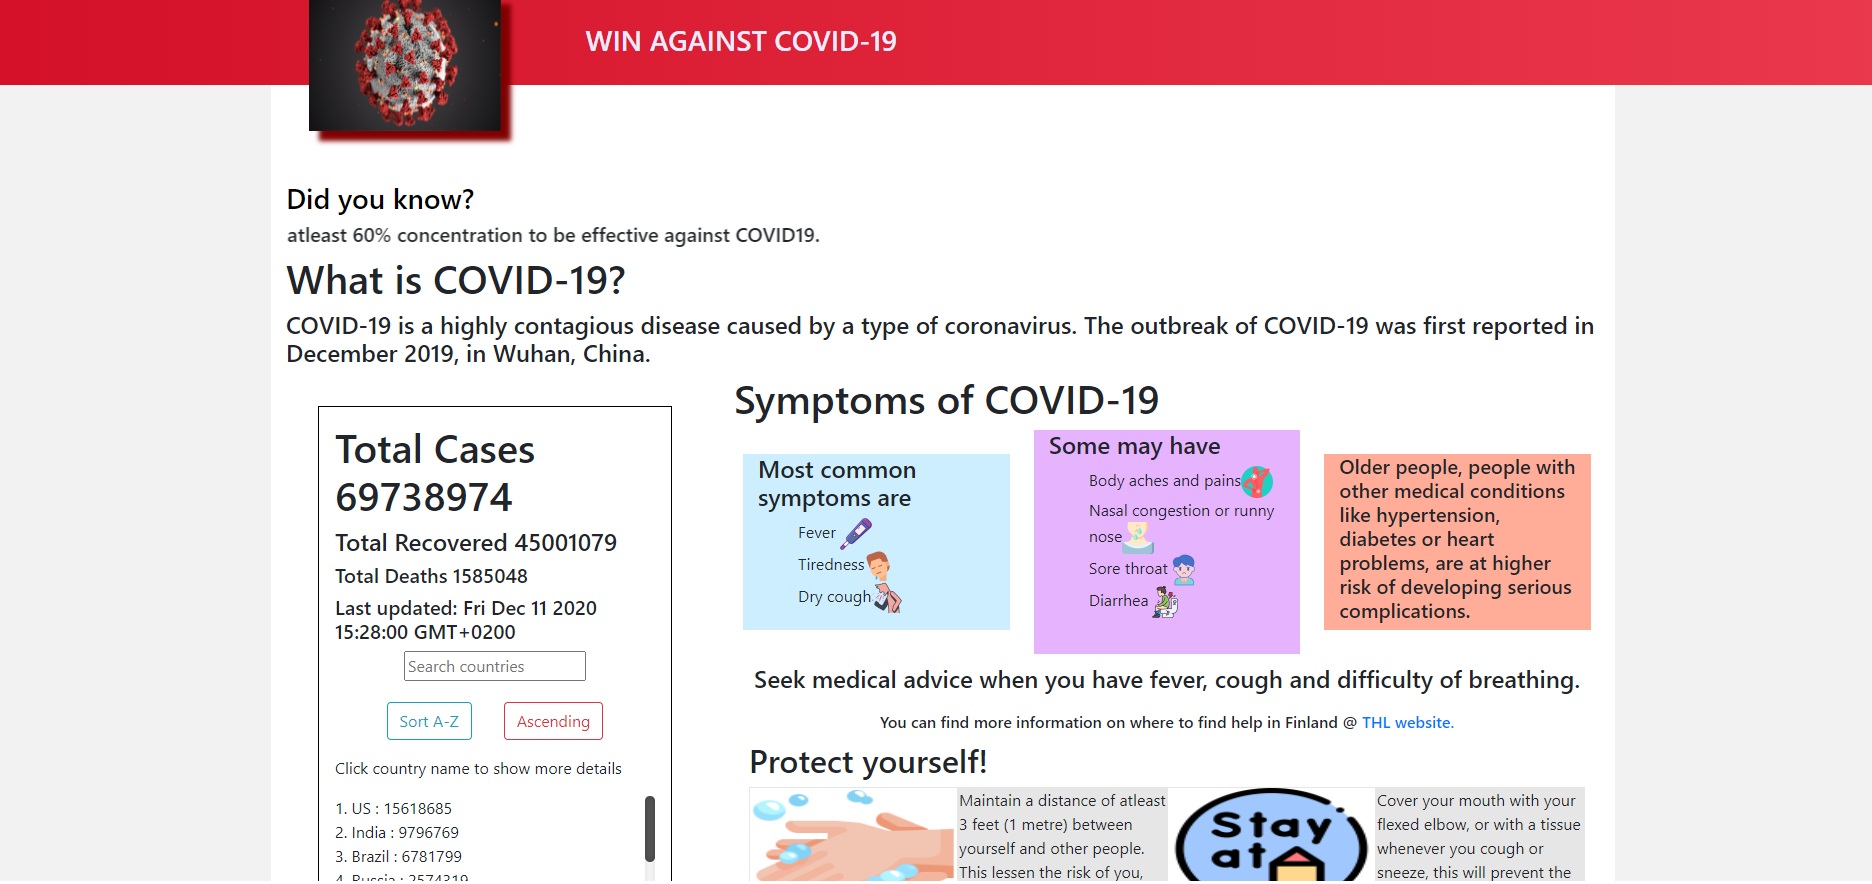 WIN AGAINST COVID-19
Did you know?
atleast 60% concentration to be effective against COVID19.
What is COVID-19?
COVID-19 is a highly contagious disease caused by a type of coronavirus. The outbreak of COVID-19 was first reported in
December 2019, in Wuhan, China.
Total Cases
69738974
Total Recovered 45001079
Total Deaths 1585048
Last updated: Fri Dec 11 2020
15:28:00 GMT+0200
Search countries
Sort A-Z
Ascending
Click country name to show more details
1. US : 15618685
2. India : 9796769
3. Brazil : 6781799
4. Russia : 2574319
Symptoms of COVID-19
Most common
symptoms are
Fever
Tiredness
Dry cough
Some may have
Body aches and pains
Nasal congestion or runny
nose
Sore throat
Diarrhea
Older people, people with
other medical conditions
like hypertension,
diabetes or heart
problems, are at higher
risk of developing serious
complications.
Seek medical advice when you have fever, cough and difficulty of breathing.
You can find more information on where to find help in Finland @ THL website.
Protect yourself!
Maintain a distance of atleast
3 feet (1 metre) between
yourself and other people.
This lessen the risk of you,
Stay
at
Cover your mouth with your
flexed elbow, or with a tissue
whenever you cough or
sneeze, this will prevent the